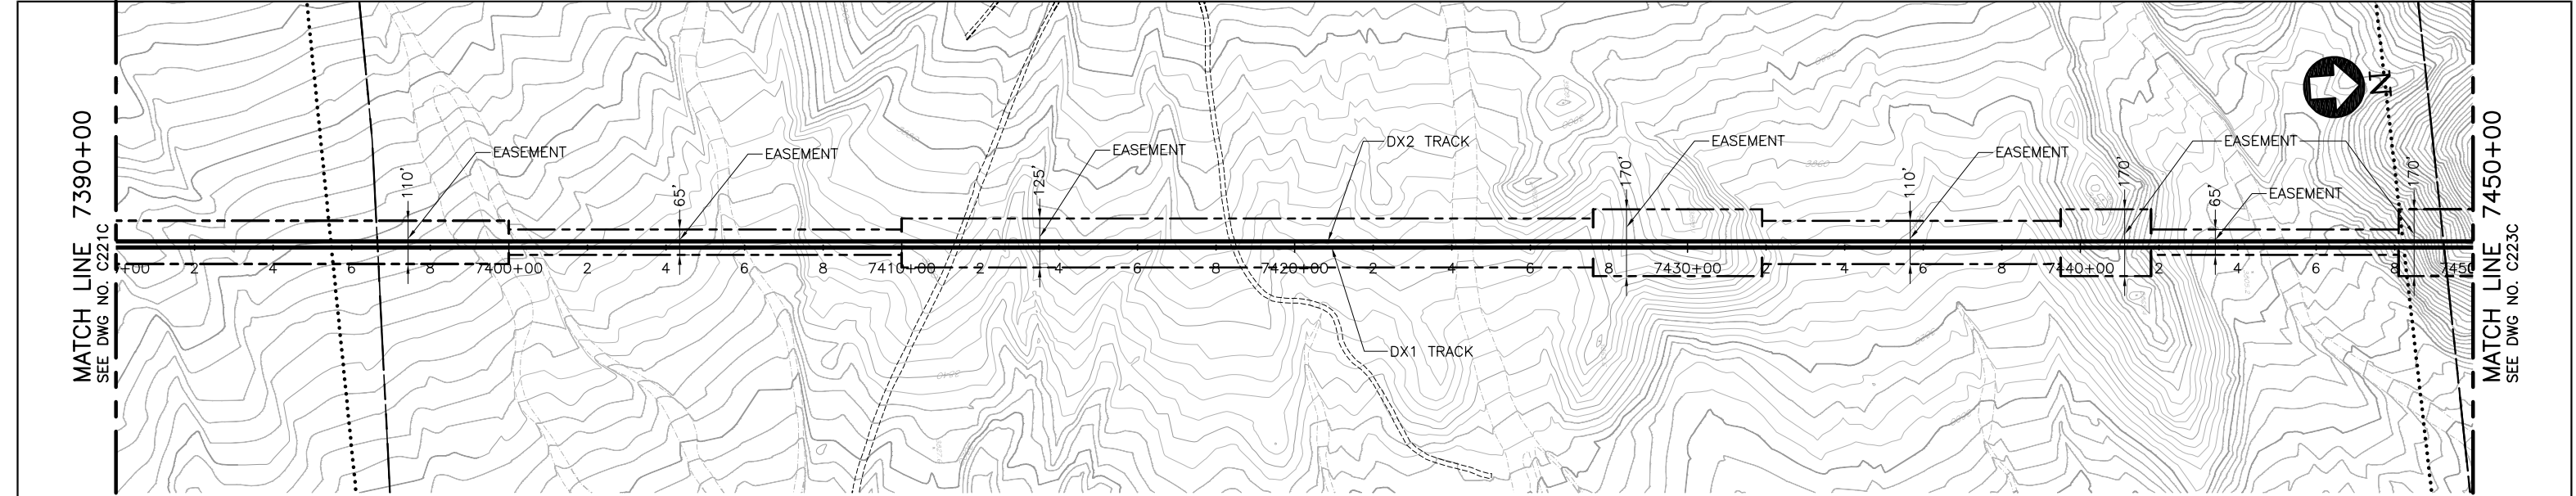 MATCH LINE 7390+00
SEE DWG NO. C221C
110'
EASEMENT
65'
EASEMENT
125'
EASEMENT
DX2 TRACK
170'
EASEMENT
110'
EASEMENT
170'
EASEMENT
65'
EASEMENT
170'
N
+00 2 4 6 8 7400+00 2 4 6 8 7410+00 2 4 6 8 7420+00 2 4 6 8 7430+00 2 4 6 8 7440+00 2 4 6 8 7450
DX1 TRACK
MATCH LINE 7450+00
SEE DWG NO. C223C